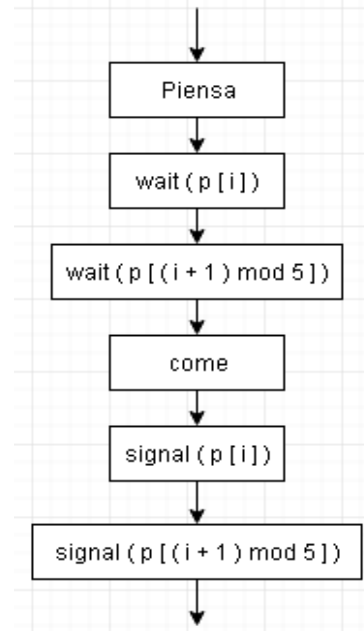 Piensa
wait ( p [ i ] )
wait ( p [ ( i + 1 ) mod 5 ] )
come
signal ( p [ i ] )
signal ( p [ ( i + 1 ) mod 5 ] )